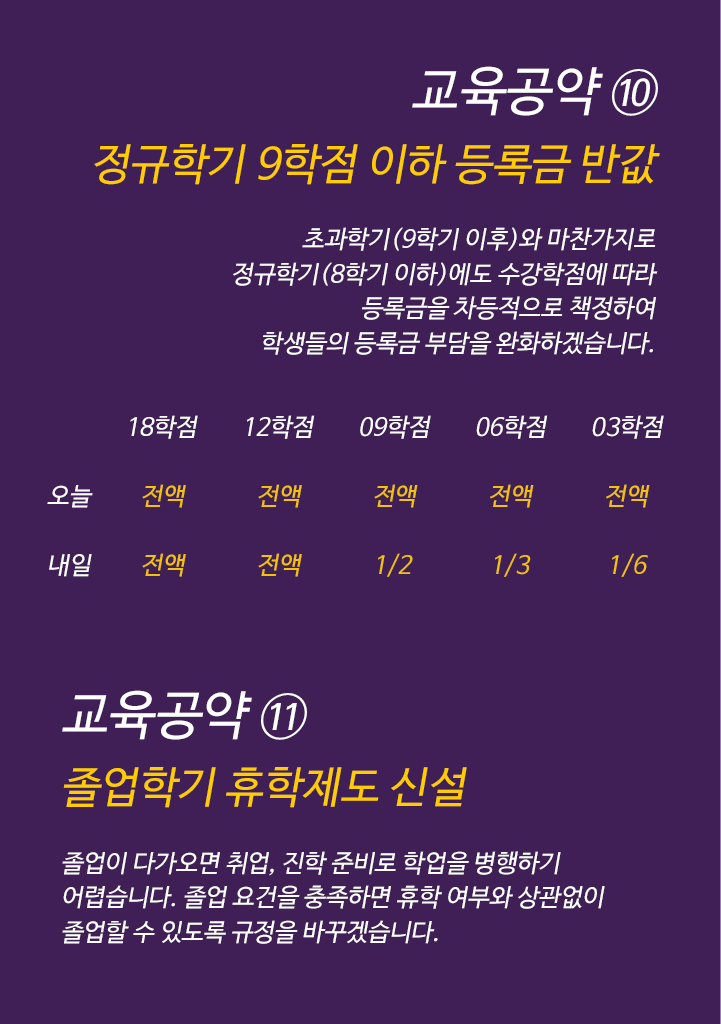 교육공약 ⑩
정규학기 9학점 이하 등록금 반값
초과학기(9학기 이후)와 마찬가지로
정규학기(8학기 이하)에도 수강학점에 따라
등록금을 차등적으로 책정하여
학생들의 등록금 부담을 완화하겠습니다.
18학점 12학점 09학점 06학점 03학점
오늘 전액 전액 전액 전액 전액
내일 전액 전액 1/2 1/3 1/6
교육공약 ⑪
졸업학기 휴학제도 신설
졸업이 다가오면 취업, 진학 준비로 학업을 병행하기
어렵습니다. 졸업 요건을 충족하면 휴학 여부와 상관없이
졸업할 수 있도록 규정을 바꾸겠습니다.